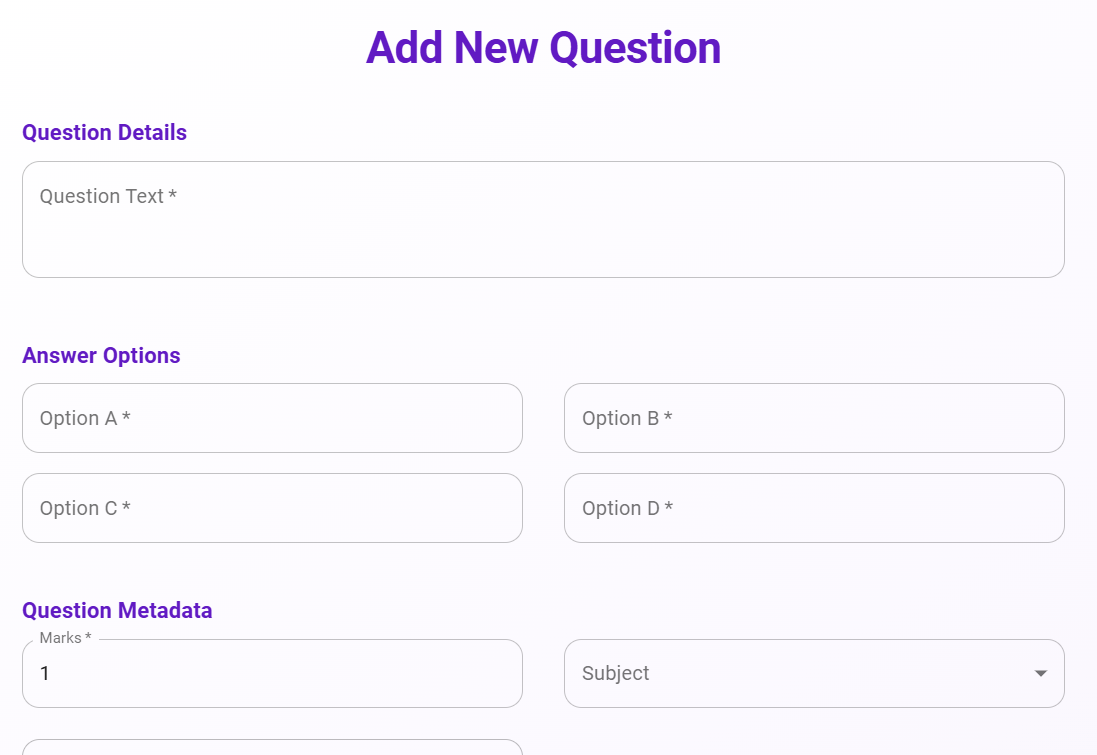 Add New Question
Question Details
Question Text *
Answer Options
Option A *
Option B *
Option C *
Option D *
Question Metadata
Marks *
1
Subject